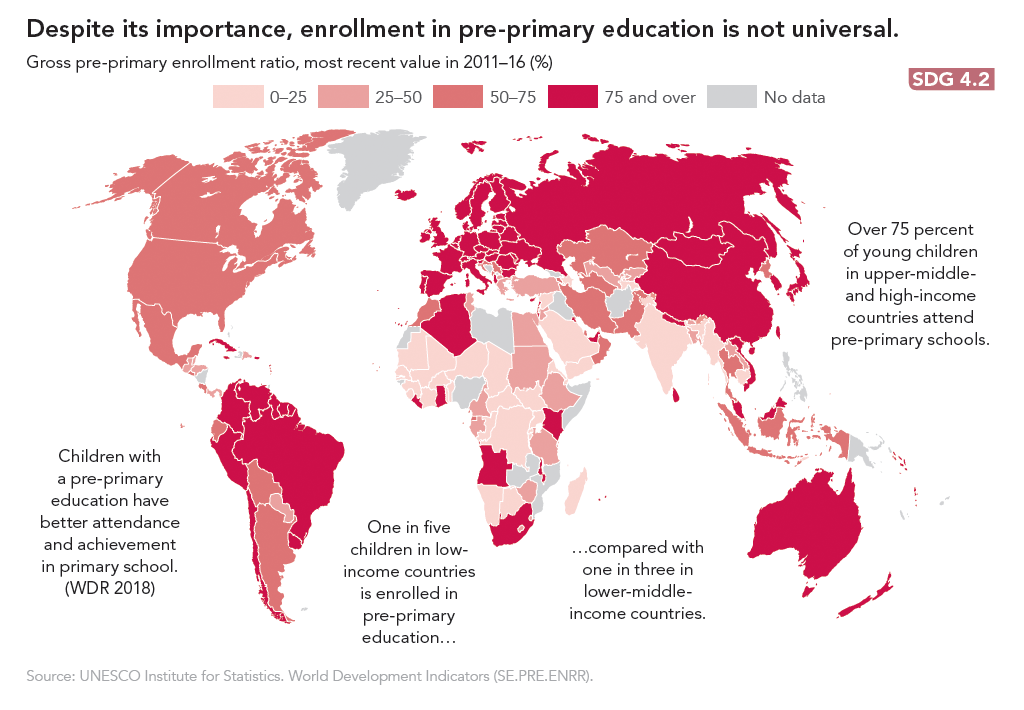 Despite its importance, enrollment in pre-primary education is not universal.
Gross pre-primary enrollment ratio, most recent value in 2011–16 (%)
SDG 4.2
0–25
25–50
50–75
75 and over
No data
Over 75 percent
of young children
in upper-middle-
and high-income
countries attend
pre-primary schools.
Children with
a pre-primary
education have
better attendance
and achievement
in primary school.
(WDR 2018)
One in five
children in low-
income countries
is enrolled in
pre-primary
education…
…compared with
one in three in
lower-middle-
income countries.
Source: UNESCO Institute for Statistics. World Development Indicators (SE.PRE.ENRR).